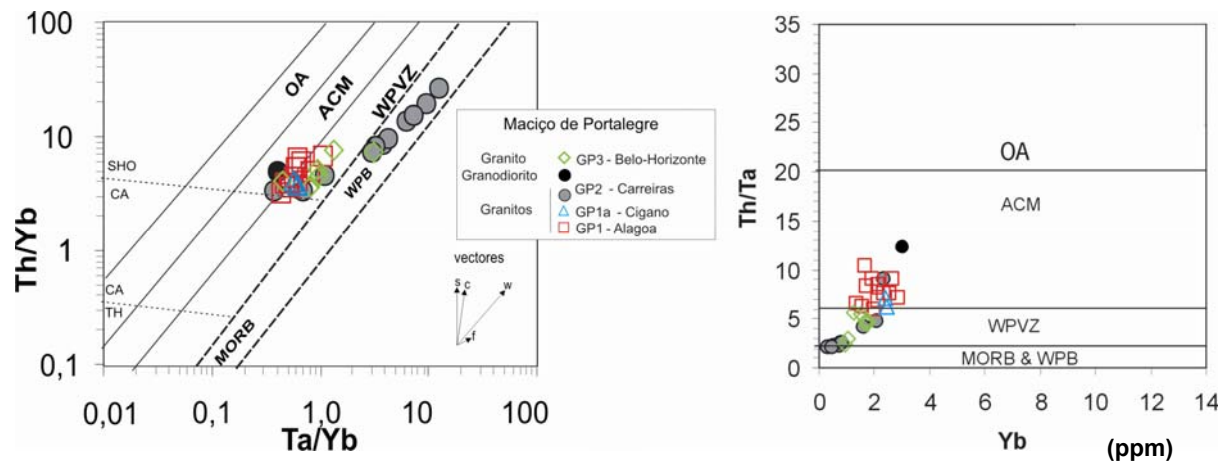 100
10
1
0,1
Th/Yb
0,01
0,1
1,0
10
100
Ta/Yb
OA
ACM
WPVZ
WPB
MORB
SHO
CA
CA
TH
vectores
s c
w
f
Maciço de Portalegre
Granito
GP3 - Belo-Horizonte
Granodiorito
GP2 - Carreiras
Granitos
GP1a - Cigano
GP1 - Alagoa
35
30
25
20
15
10
5
0
Th/Ta
OA
ACM
WPVZ
MORB & WPB
0 2 4 6 8 10 12 14
Yb
(ppm)